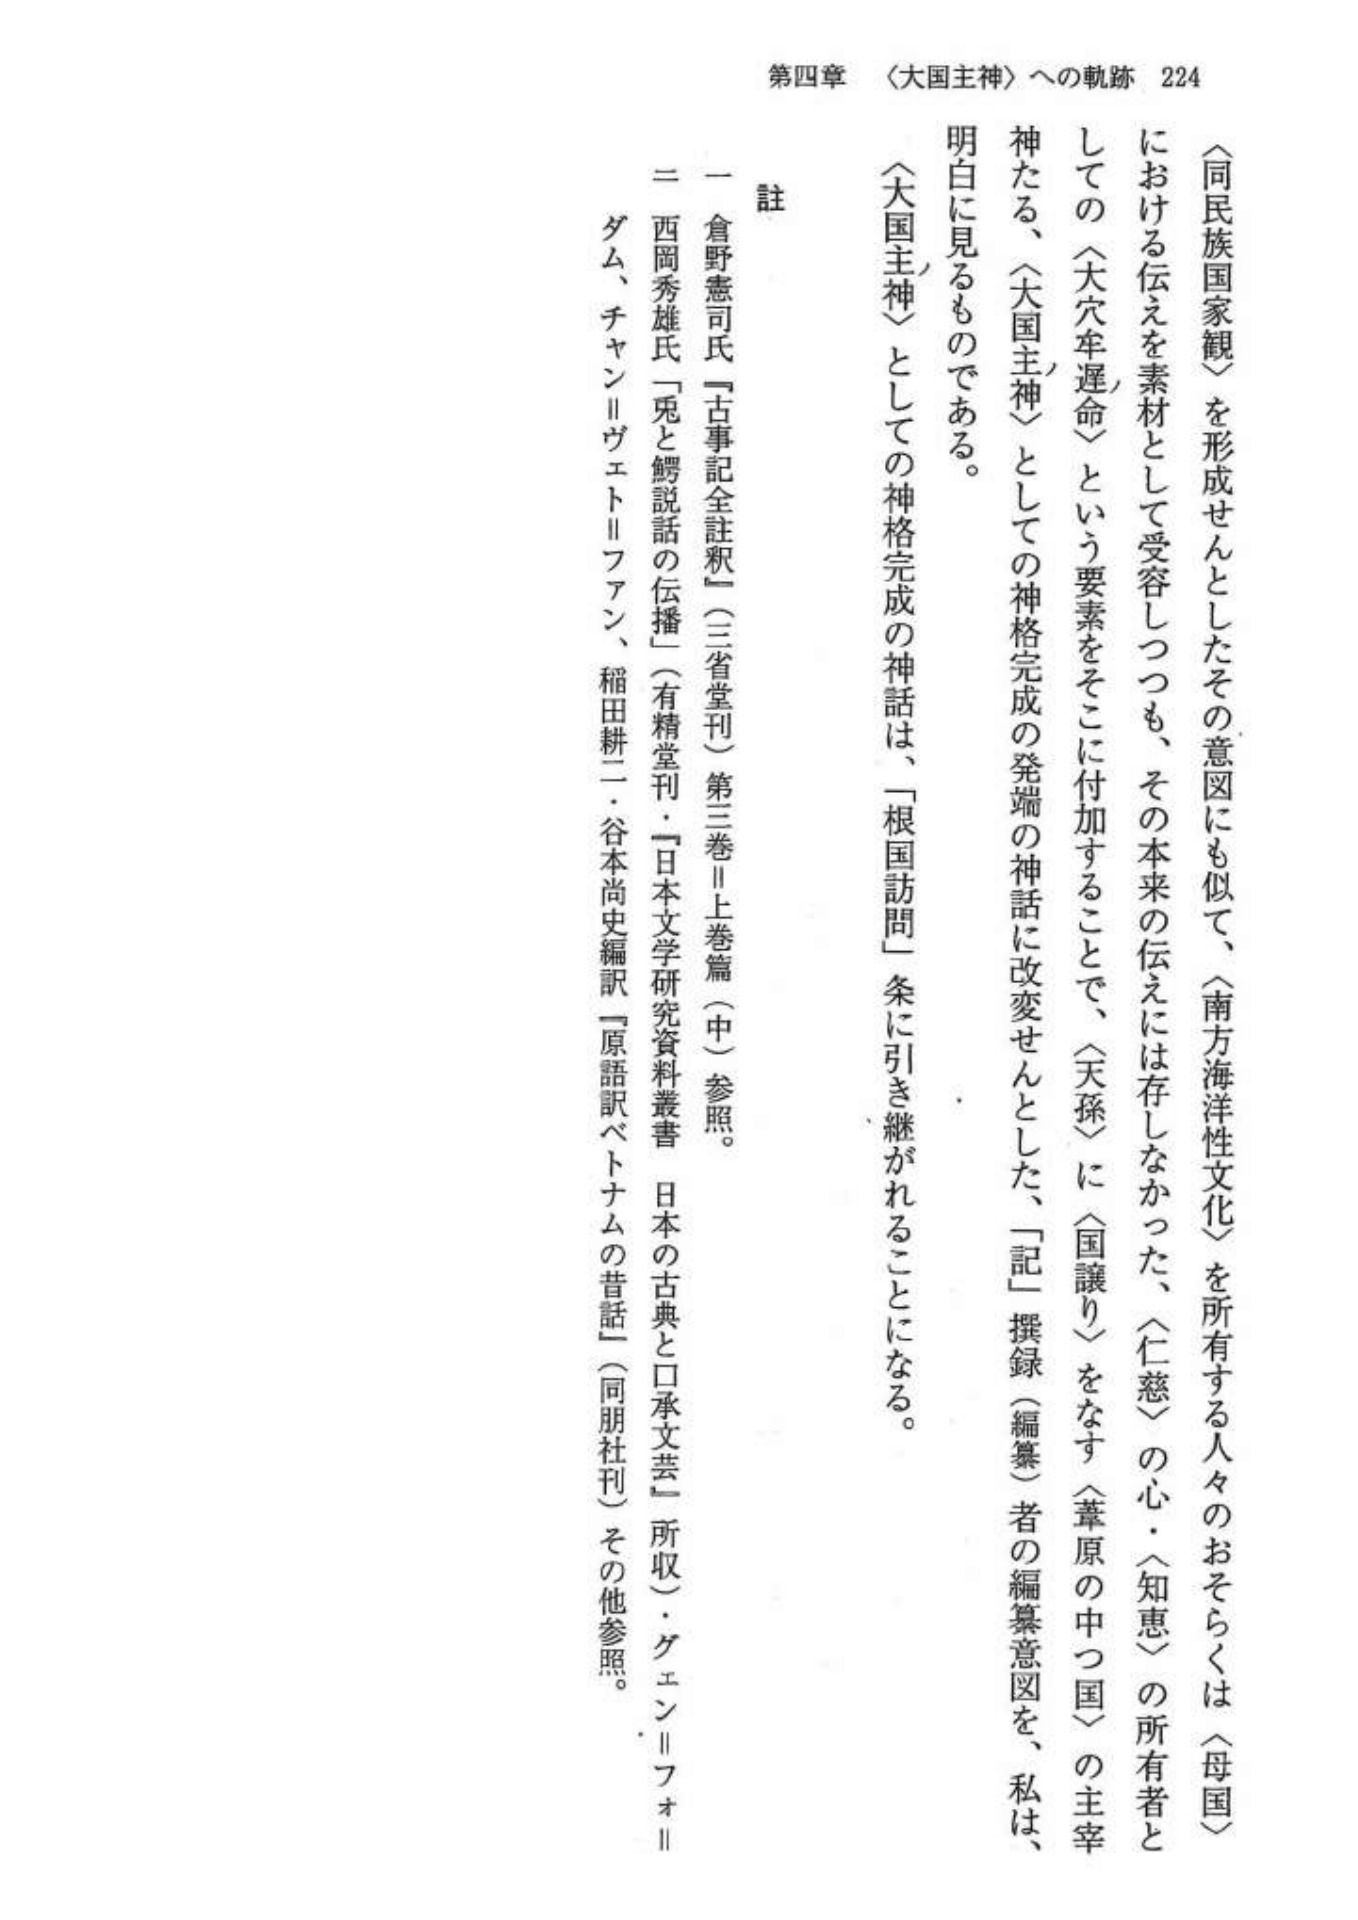 第四章　〈大国主神〉への軌跡　224
〈同民族国家観〉を形成せんとしたその意図にも似て、〈南方海洋性文化〉を所有する人々のおそらくは〈母国〉
における伝えを素材として受容しつつも、その本来の伝えには存しなかった、〈仁慈〉の心・〈知恵〉の所有者と
しての〈大穴牟遅ノ命〉という要素をそこに付加することで、〈天孫〉に〈国譲り〉をなす〈葦原の中つ国〉の主宰
神たる、〈大国主ノ神〉としての神格完成の発端の神話に改変せんとした、「記」撰録（編纂）者の編纂意図を、私は、
明白に見るものである。
〈大国主ノ神〉としての神格完成の神話は、「根国訪問」条に引き継がれることになる。
註
一　倉野憲司氏『古事記全註釈』（三省堂刊）第三巻＝上巻篇（中）参照。
二　西岡秀雄氏「兎と鰐説話の伝播」（有精堂刊・『日本文学研究資料叢書　日本の古典と口承文芸』所収）・グェン＝フォ＝
ダム、チャン＝ヴェト＝ファン、稲田耕二・谷本尚史編訳『原語訳ベトナムの昔話』（同朋社刊）その他参照。